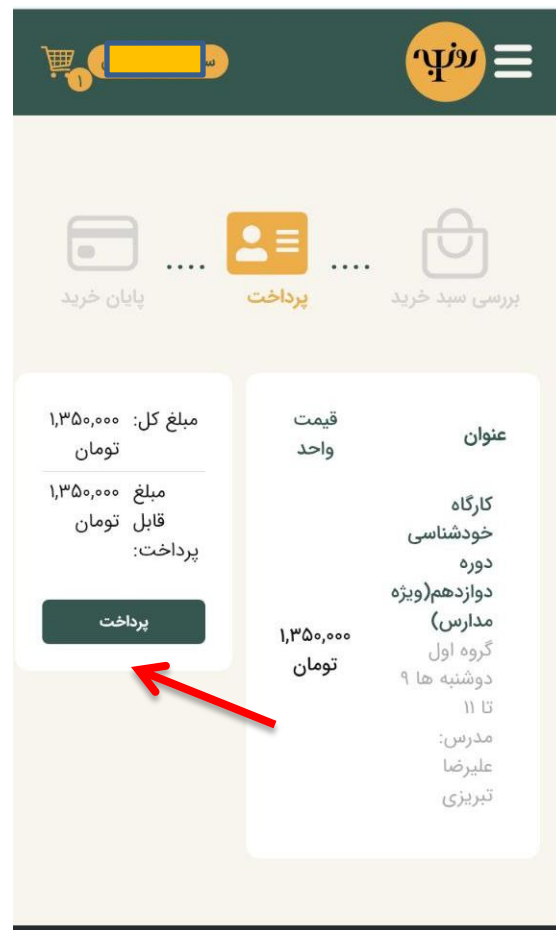 روزبه
۱
بررسی سبد خرید
پرداخت
پایان خرید
عنوان
قیمت
واحد
کارگاه
خودشناسی
دوره
دوازدهم(ویژه
مدارس)
گروه اول
دوشنبه ها ۹
تا ۱۱
مدرس:
علیرضا
تبریزی
۱,۳۵۰,۰۰۰
تومان
مبلغ کل: ۱,۳۵۰,۰۰۰
تومان
مبلغ ۱,۳۵۰,۰۰۰
قابل تومان
پرداخت:
پرداخت